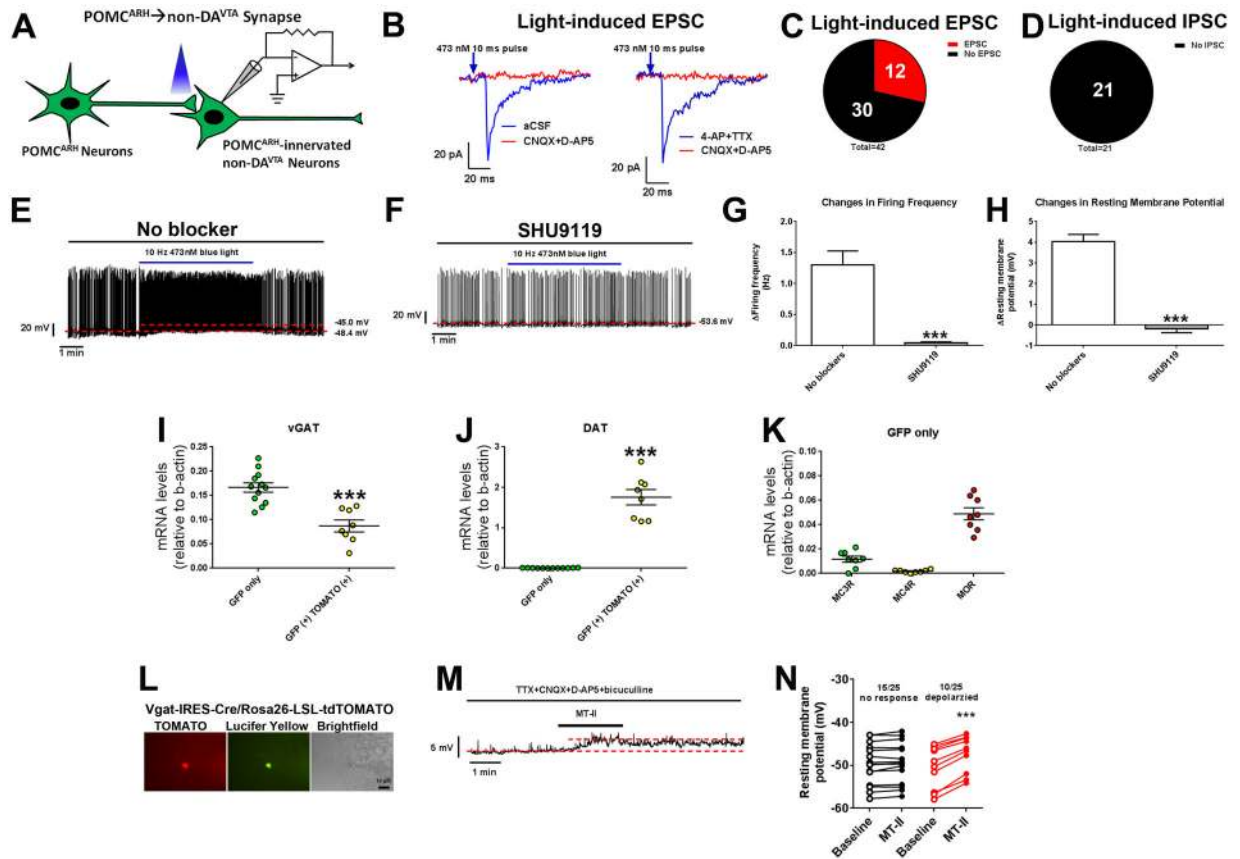 A
POMCARH→non-DAVTA Synapse
POMCARH Neurons
POMCARH-innervated
non-DAVTA Neurons
B
Light-induced EPSC
473 nM 10 ms pulse
aCSF
CNQX+D-AP5
20 pA
20 ms
473 nM 10 ms pulse
4-AP+TTX
CNQX+D-AP5
20 pA
20 ms
C
Light-induced EPSC
EPSC
No EPSC
12
30
Total=42
D
Light-induced IPSC
No IPSC
21
Total=21
E
No blocker
10 Hz 473nM blue light
20 mV
-45.0 mV
-48.4 mV
1 min
F
SHU9119
10 Hz 473nM blue light
20 mV
-53.6 mV
1 min
G
Changes in Firing Frequency
ΔFiring frequency
(Hz)
2.0
1.5
1.0
0.5
0.0
***
No blockers
SHU9119
H
Changes in Resting Membrane Potential
ΔResting membrane
potential (mV)
5
4
3
2
1
0
-1
***
No blockers
SHU9119
I
vGAT
mRNA levels
(relative to b-actin)
0.25
0.20
0.15
0.10
0.05
0.00
***
GFP only
GFP (+) TOMATO (+)
J
DAT
mRNA levels
(relative to b-actin)
3
2
1
0
***
GFP only
GFP (+) TOMATO (+)
K
GFP only
mRNA levels
(relative to b-actin)
0.10
0.08
0.06
0.04
0.02
0.00
MC3R
MC4R
MOR
L
Vgat-IRES-Cre/Rosa26-LSL-tdTOMATO
TOMATO
Lucifer Yellow
Brightfield
M
TTX+CNQX+D-AP5+bicuculline
MT-II
5 mV
1 min
N
Resting membrane
potential (mV)
-30
-40
-50
-60
15/25
no response
10/25
depolarzied
***
Baseline
MT-II
Baseline
MT-II